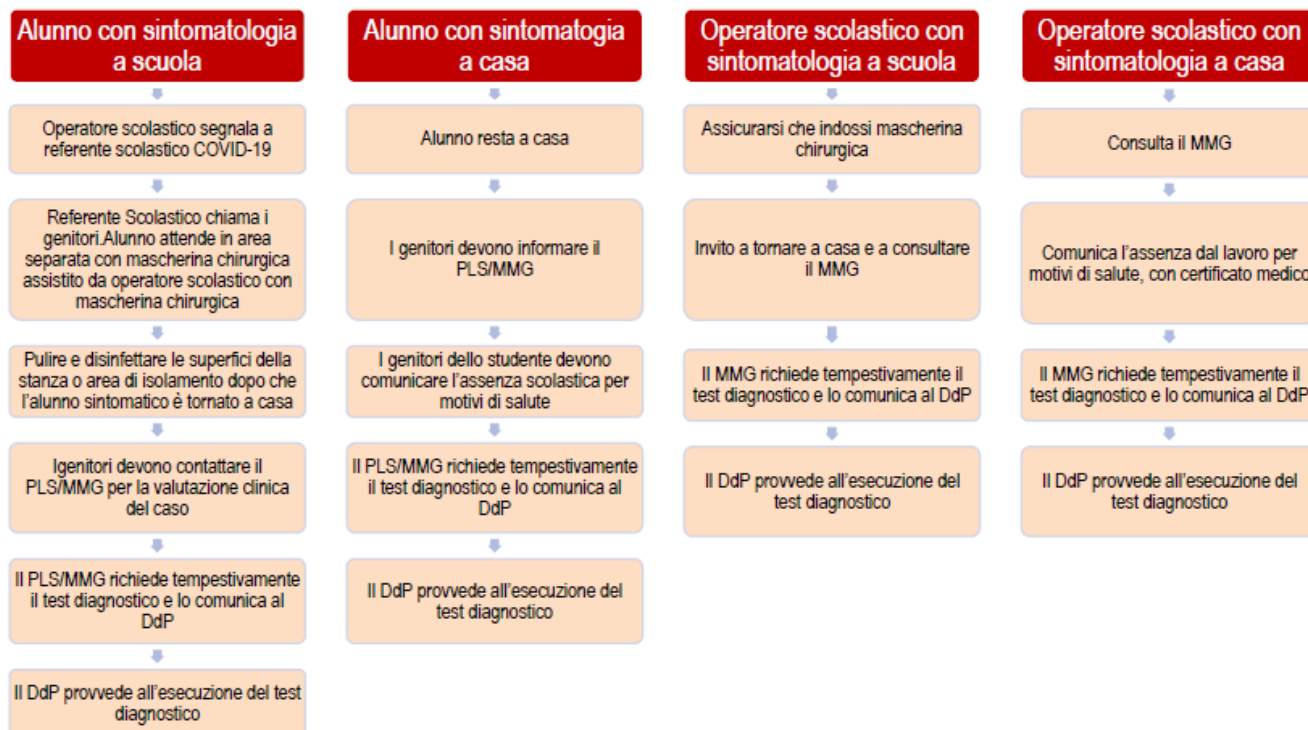 Alunno con sintomatologia
a scuola
Operatore scolastico segnala a
referente scolastico COVID-19
Referente Scolastico chiama i
genitori.Alunno attende in area
separata con mascherina chirurgica
assistito da operatore scolastico con
mascherina chirurgica
Pulire e disinfettare le superfici della
stanza o area di isolamento dopo che
l'alunno sintomatico è tornato a casa
Igenitori devono contattare il
PLS/MMG per la valutazione clinica
del caso
Il PLS/MMG richiede tempestivamente
il test diagnostico e lo comunica al
DdP
Il DdP provvede all'esecuzione del test
diagnostico
Alunno con sintomatogia
a casa
Alunno resta a casa
I genitori devono informare il
PLS/MMG
I genitori dello studente devono
comunicare l'assenza scolastica per
motivi di salute
Il PLS/MMG richiede tempestivamente
il test diagnostico e lo comunica al
DdP
Il DdP provvede all'esecuzione del
test diagnostico
Operatore scolastico con
sintomatologia a scuola
Assicurarsi che indossi mascherina
chirurgica
Invito a tornare a casa e a consultare
il MMG
Il MMG richiede tempestivamente il
test diagnostico e lo comunica al DdP
Il DdP provvede all'esecuzione del
test diagnostico
Operatore scolastico con
sintomatologia a casa
Consulta il MMG
Comunica l'assenza dal lavoro per
motivi di salute, con certificato medico
Il MMG richiede tempestivamente il
test diagnostico e lo comunica al DdP
Il DdP provvede all'esecuzione del
test diagnostico